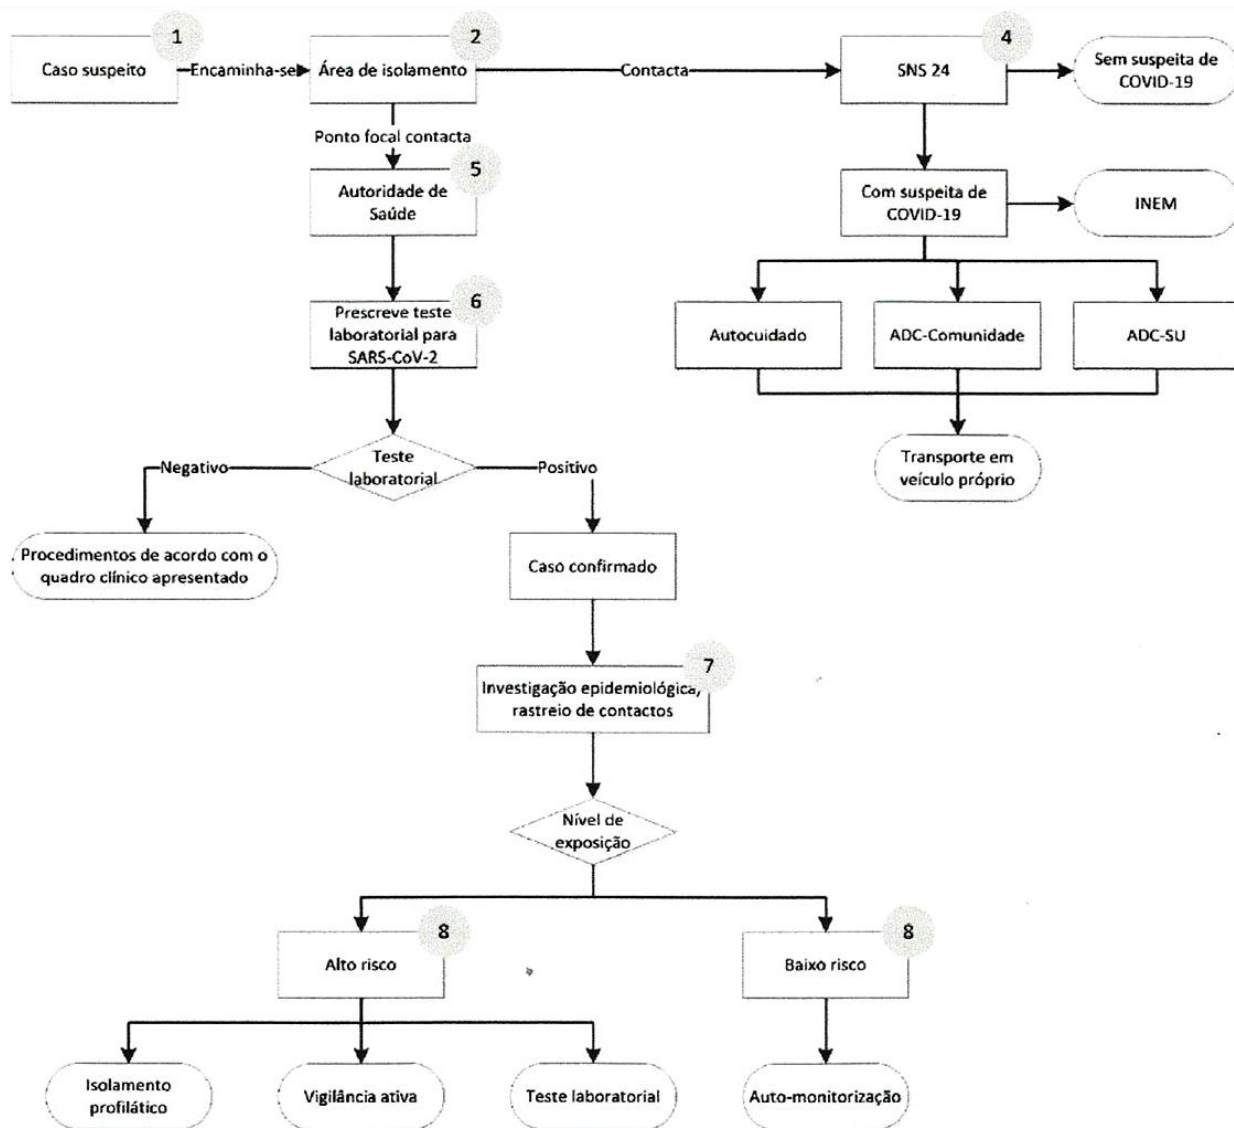 1
2
4
Caso suspeito
Encaminha-se
Área de isolamento
Contacta
SNS 24
Sem suspeita de
COVID-19
Ponto focal contacta
5
Autoridade de
Saúde
Com suspeita de
COVID-19
INEM
6
Prescreve teste
laboratorial para
SARS-CoV-2
Autocuidado
ADC-Comunidade
ADC-SU
Negativo
Teste
laboratorial
Positivo
Transporte em
veículo próprio
Procedimentos de acordo com o
quadro clínico apresentado
Caso confirmado
7
Investigação epidemiológica,
rastreio de contactos
Nível de
exposição
8
8
Alto risco
Baixo risco
Isolamento
profilático
Vigilância ativa
Teste laboratorial
Auto-monitorização